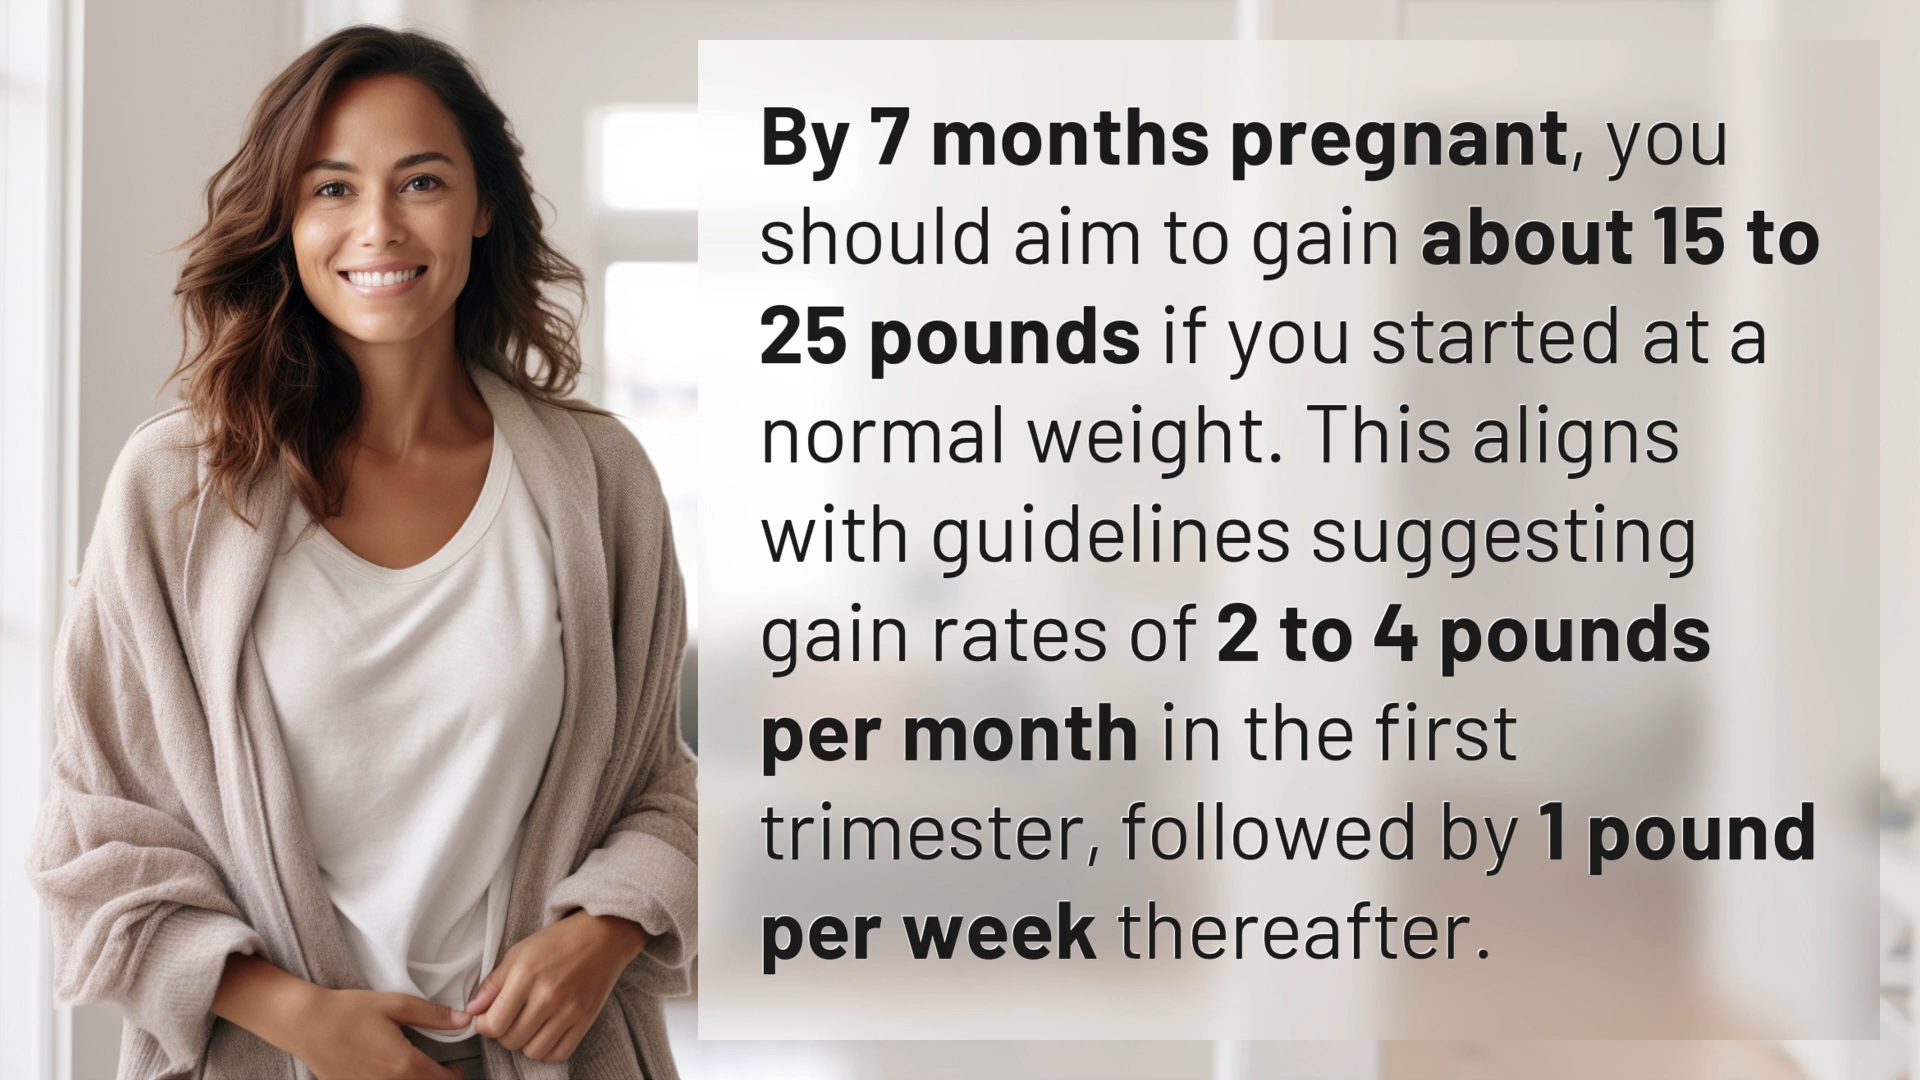 By 7 months pregnant, you
should aim to gain about 15 to
25 pounds if you started at a
normal weight. This aligns
with guidelines suggesting
gain rates of 2 to 4 pounds
per month in the first
trimester, followed by 1 pound
per week thereafter.